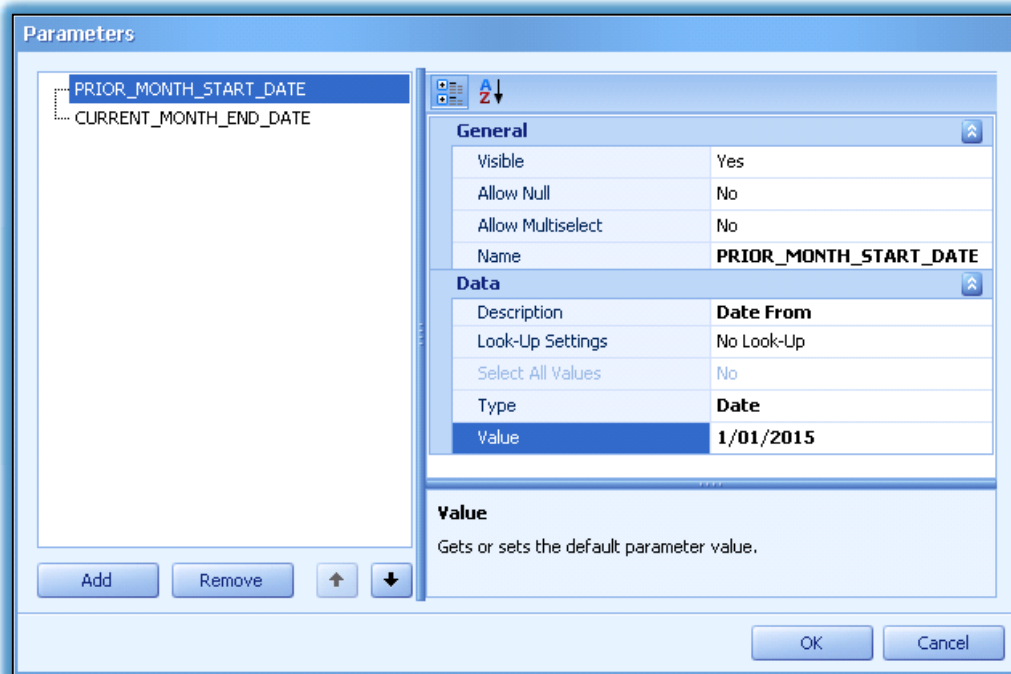 Parameters
PRIOR_MONTH_START_DATE
CURRENT_MONTH_END_DATE
Add
Remove
A
Z
General
Visible Yes
Allow Null No
Allow Multiselect No
Name PRIOR_MONTH_START_DATE
Data
Description Date From
Look-Up Settings No Look-Up
Select All Values No
Type Date
Value 1/01/2015
Value
Gets or sets the default parameter value.
OK
Cancel